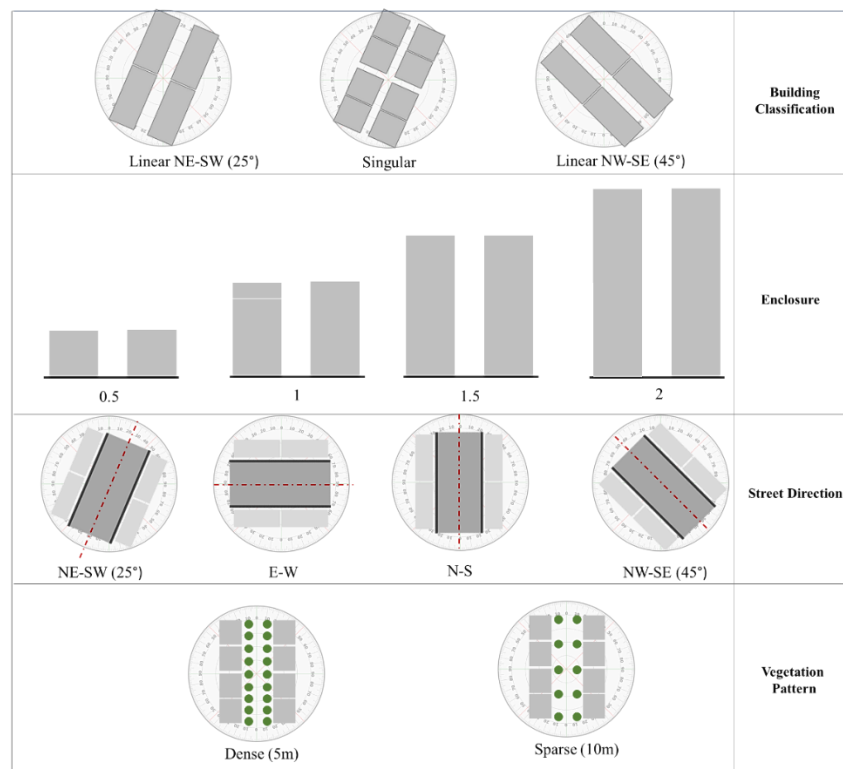 Linear NE-SW (25°)
Singular
Linear NW-SE (45°)
Building
Classification
0.5
1
1.5
2
Enclosure
NE-SW (25°)
E-W
N-S
NW-SE (45°)
Street Direction
Dense (5m)
Sparse (10m)
Vegetation
Pattern